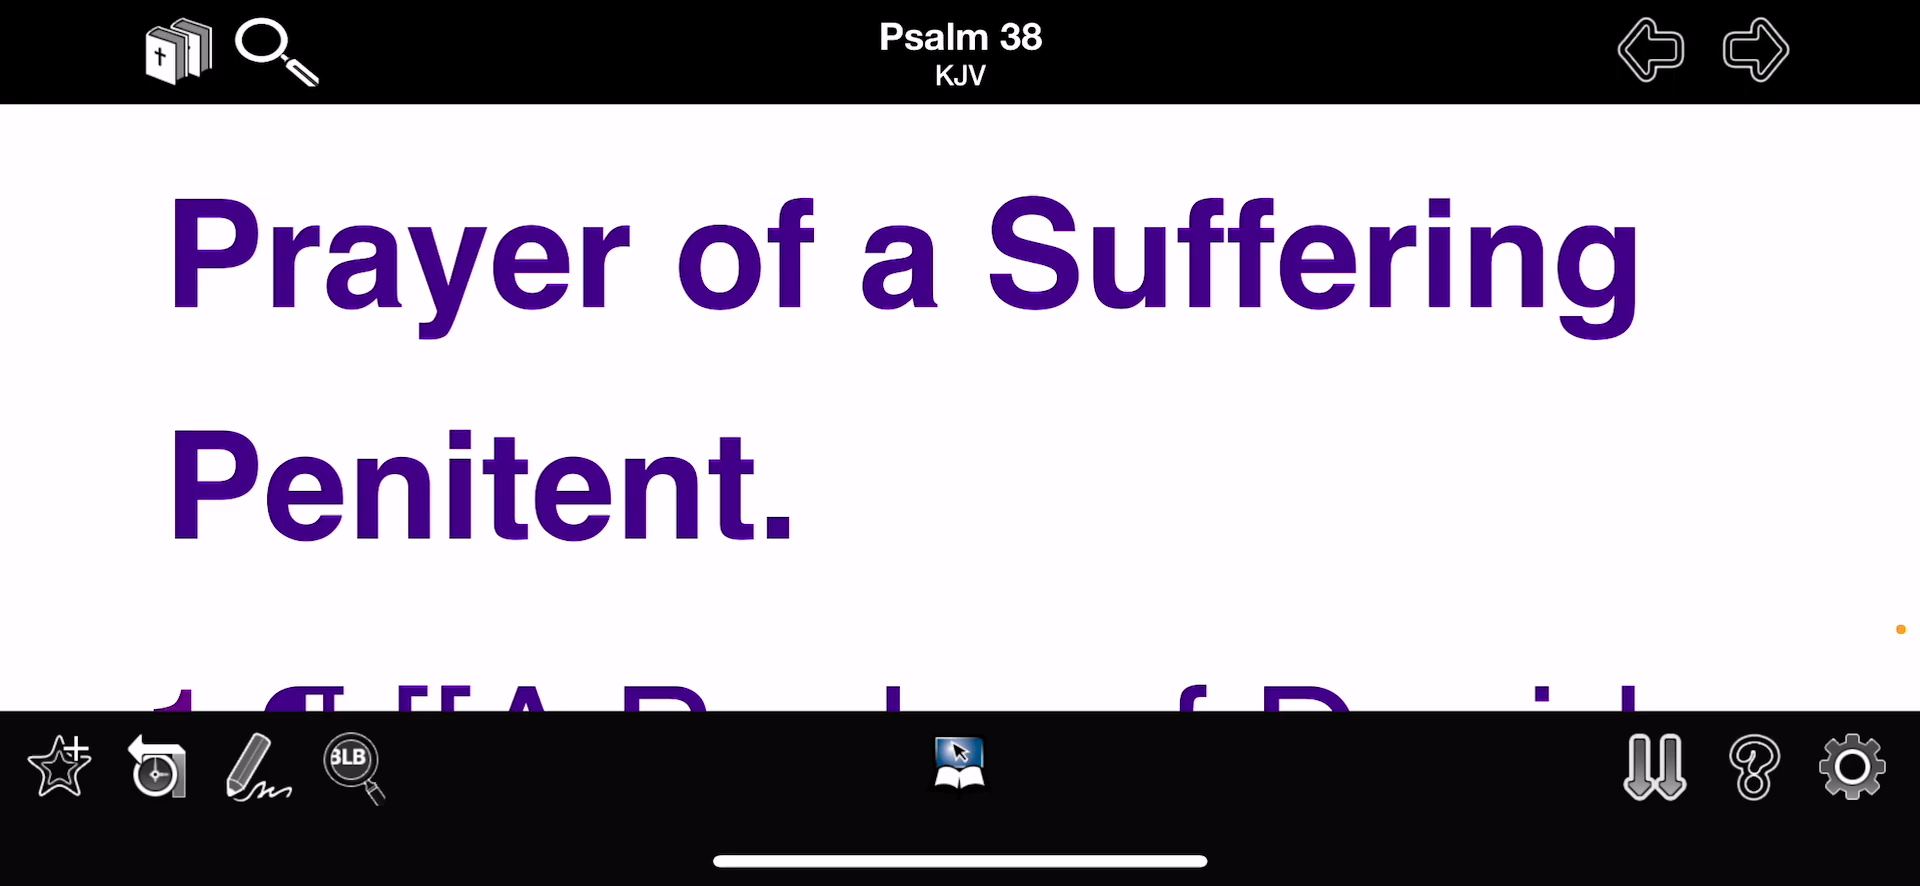 Psalm 38
KJV
Prayer of a Suffering
Penitent.
BLB